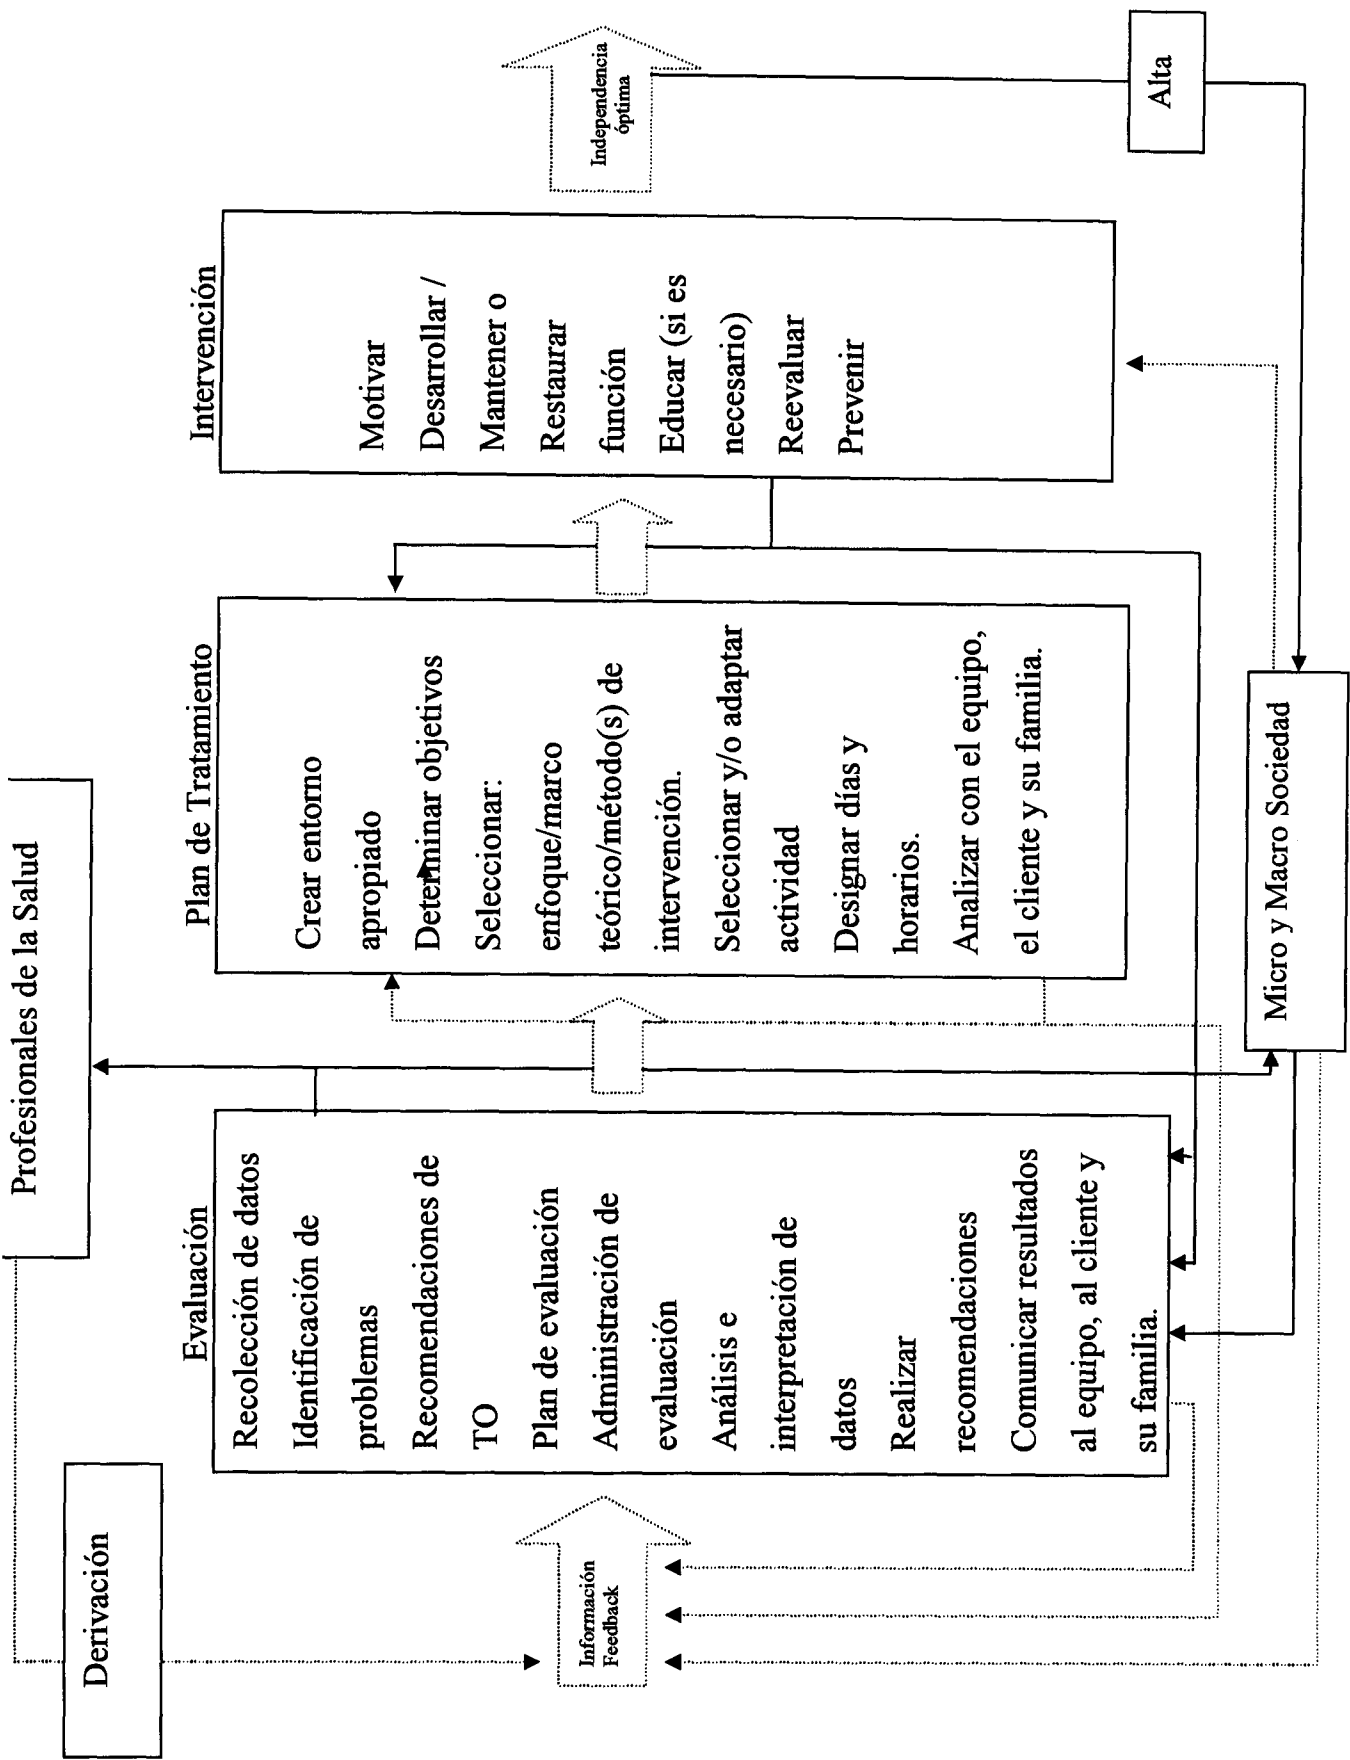 Profesionales de la Salud
Derivación
Información
Feedback
Evaluación
Recolección de datos
Identificación de
problemas
Recomendaciones de
TO
Plan de evaluación
Administración de
evaluación
Análisis e
interpretación de
datos
Realizar
recomendaciones
Comunicar resultados
al equipo, al cliente y
su familia.
Plan de Tratamiento
Crear entorno
apropiado
Determinar objetivos
Seleccionar:
enfoque/marco
teórico/método(s) de
intervención.
Seleccionar y/o adaptar
actividad
Designar días y
horarios.
Analizar con el equipo,
el cliente y su familia.
Intervención
Motivar
Desarrollar /
Mantener o
Restaurar
función
Educar (si es
necesario)
Reevaluar
Prevenir
Independencia
óptima
Alta
Micro y Macro Sociedad